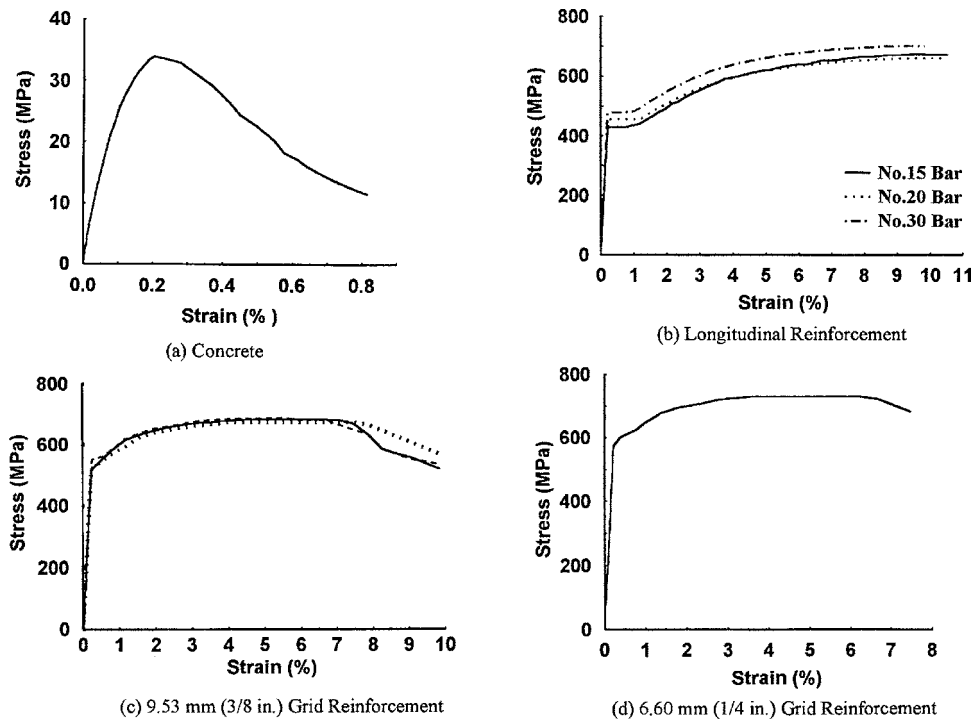 40
30
20
10
0
Stress (MPa)
0.0 0.2 0.4 0.6 0.8
Strain (% )
(a) Concrete
800
600
400
200
0
Stress (MPa)
No.15 Bar
No.20 Bar
No.30 Bar
0 1 2 3 4 5 6 7 8 9 10 11
Strain (%)
(b) Longitudinal Reinforcement
800
600
400
200
0
Stress (MPa)
0 1 2 3 4 5 6 7 8 9 10
Strain (%)
(c) 9.53 mm (3/8 in.) Grid Reinforcement
800
600
400
200
0
Stress (MPa)
0 1 2 3 4 5 6 7 8
Strain (%)
(d) 6.60 mm (1/4 in.) Grid Reinforcement